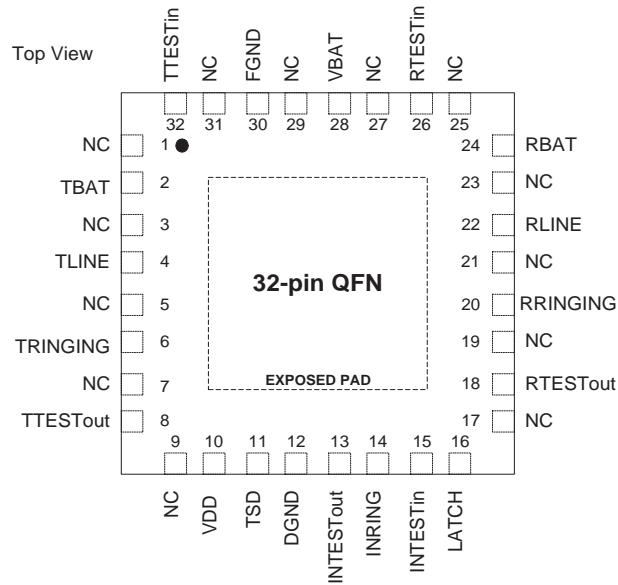 Top View
TTESTin
NC
FGND
NC
VBAT
NC
RTESTin
NC
32
31
30
29
28
27
26
25
NC 1
TBAT 2
NC 3
TLINE 4
NC 5
TRINGING 6
NC 7
TTESTout 8
24 RBAT
23 NC
22 RLINE
21 NC
20 RRINGING
19 NC
18 RTESTout
17 NC
32-pin QFN
EXPOSED PAD
9
10
11
12
13
14
15
16
NC
VDD
TSD
DGND
INTESTout
INRING
INTESTin
LATCH